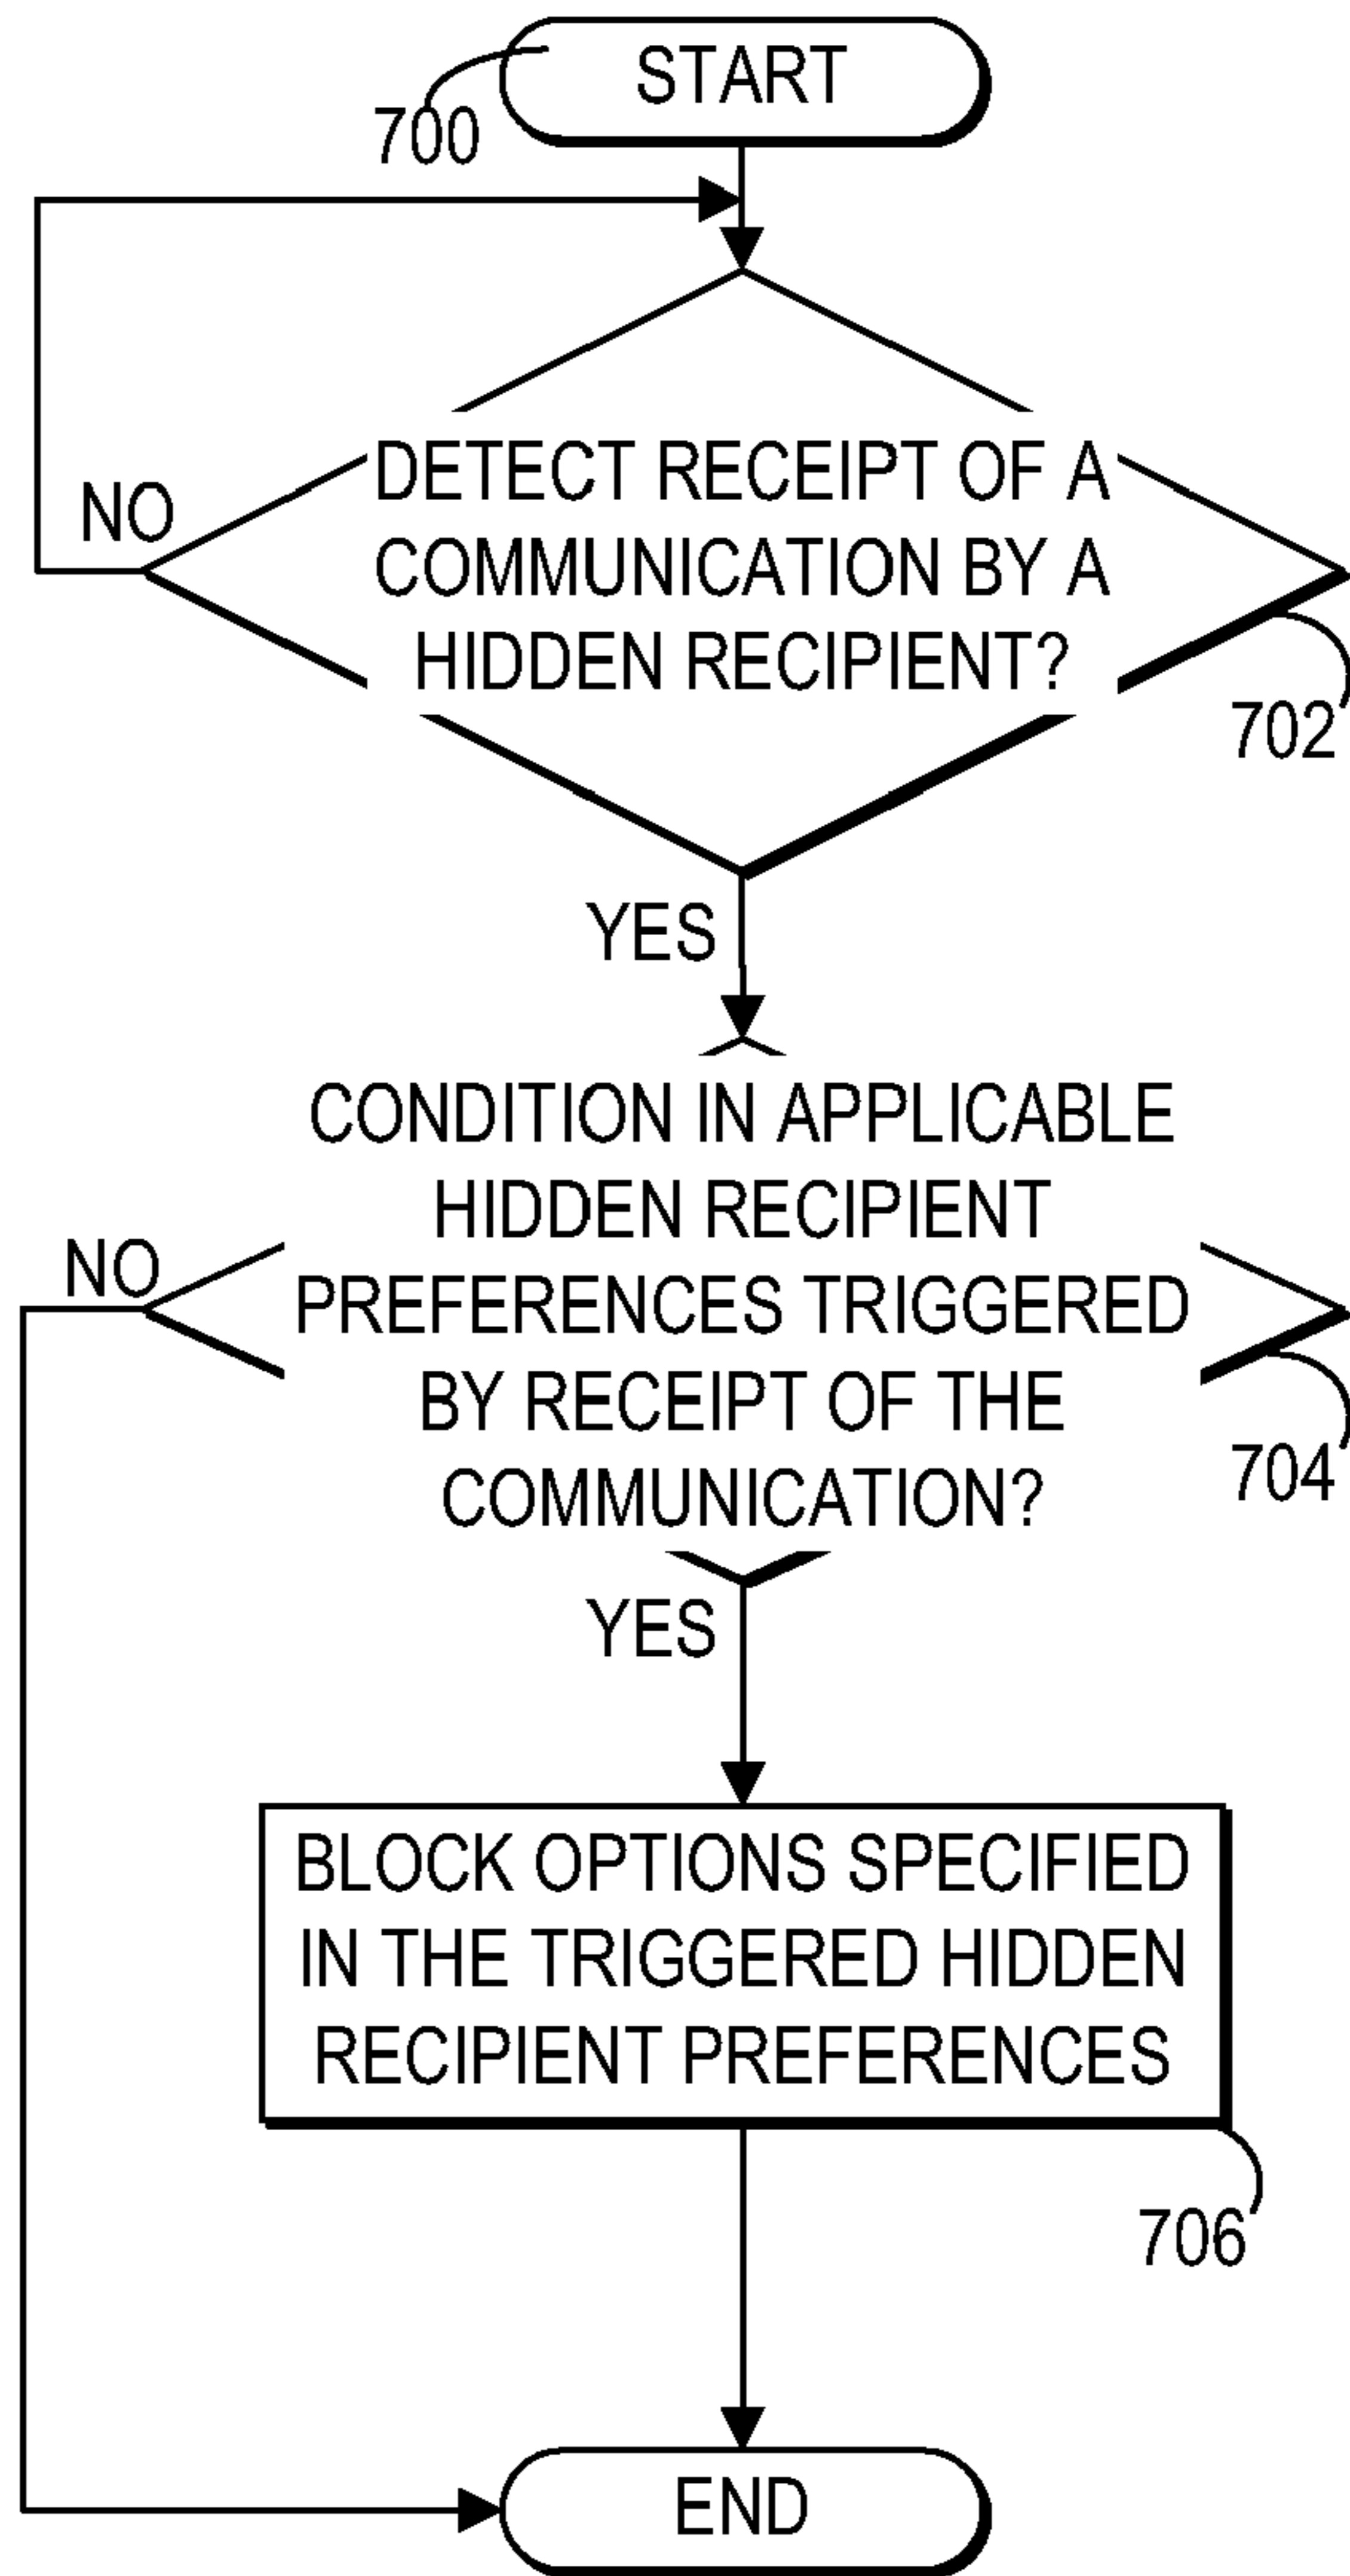 START
700
DETECT RECEIPT OF A
COMMUNICATION BY A
HIDDEN RECIPIENT?
NO
702
YES
CONDITION IN APPLICABLE
HIDDEN RECIPIENT
PREFERENCES TRIGGERED
BY RECEIPT OF THE
COMMUNICATION?
NO
704
YES
BLOCK OPTIONS SPECIFIED
IN THE TRIGGERED HIDDEN
RECIPIENT PREFERENCES
706
END